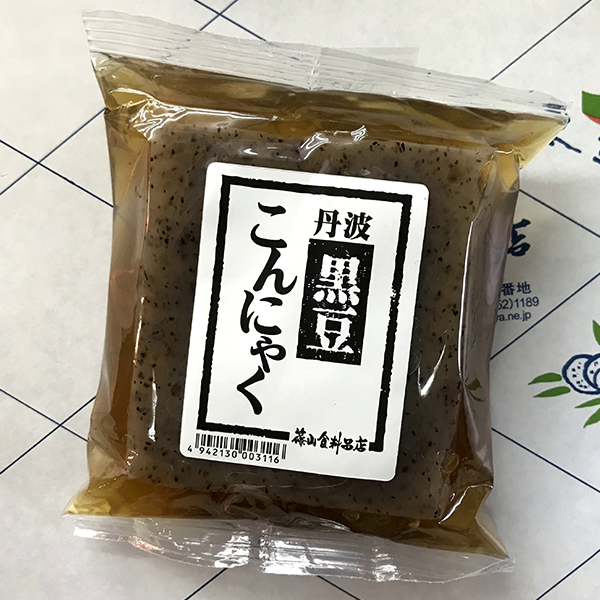 丹波
黒豆
こんにゃく
篠山食料品店
4 942130 003116
店
番地
52)1189
a.ne.jp